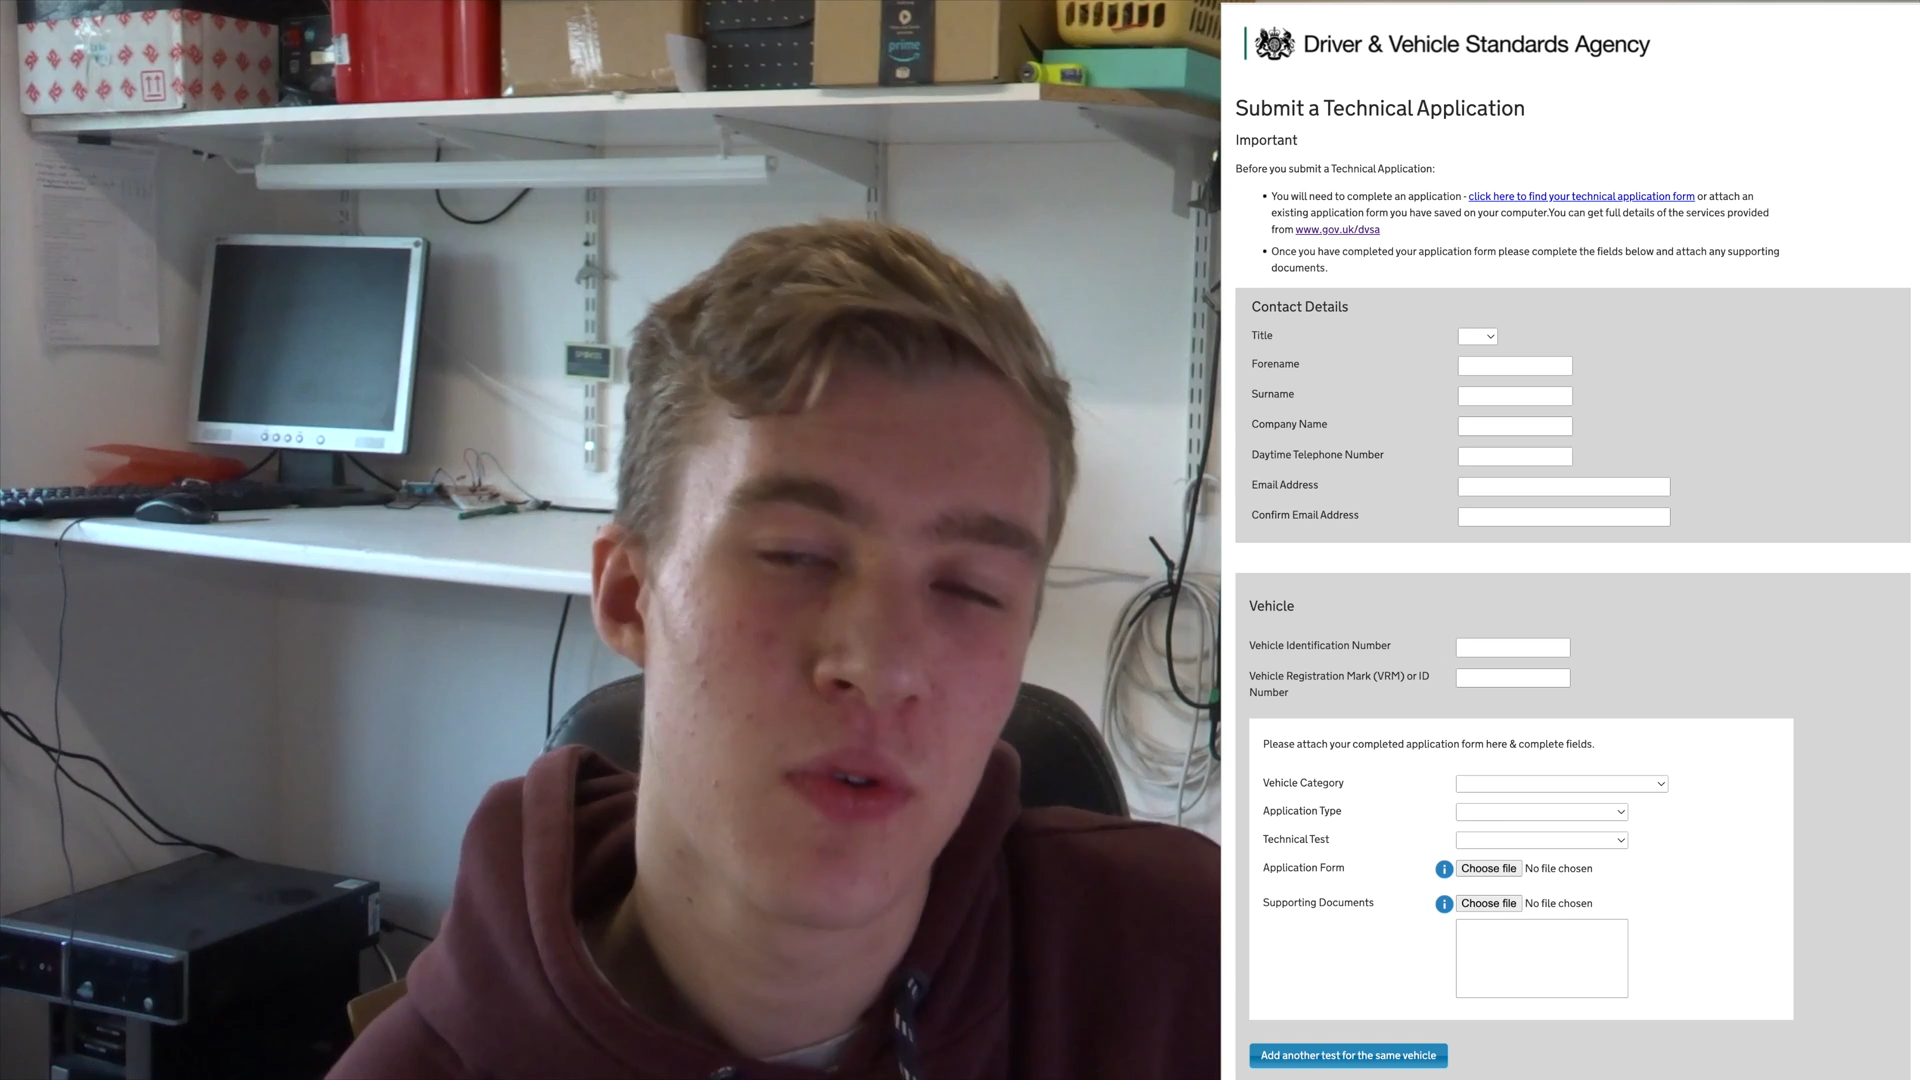 prime
Driver & Vehicle Standards Agency
Submit a Technical Application
Important
Before you submit a Technical Application:
• You will need to complete an application - click here to find your technical application form or attach an
existing application form you have saved on your computer.You can get full details of the services provided
from www.gov.uk/dvsa
• Once you have completed your application form please complete the fields below and attach any supporting
documents.
Contact Details
Title
Forename
Surname
Company Name
Daytime Telephone Number
Email Address
Confirm Email Address
Vehicle
Vehicle Identification Number
Vehicle Registration Mark (VRM) or ID
Number
Please attach your completed application form here & complete fields.
Vehicle Category
Application Type
Technical Test
Application Form i Choose file No file chosen
Supporting Documents i Choose file No file chosen
Add another test for the same vehicle